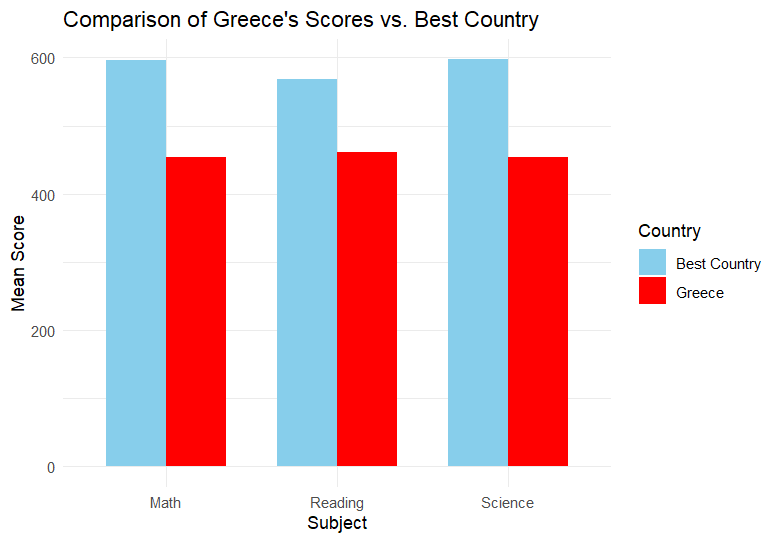 Comparison of Greece's Scores vs. Best Country
600
400
200
0
Mean Score
Math
Reading
Science
Subject
Country
Best Country
Greece